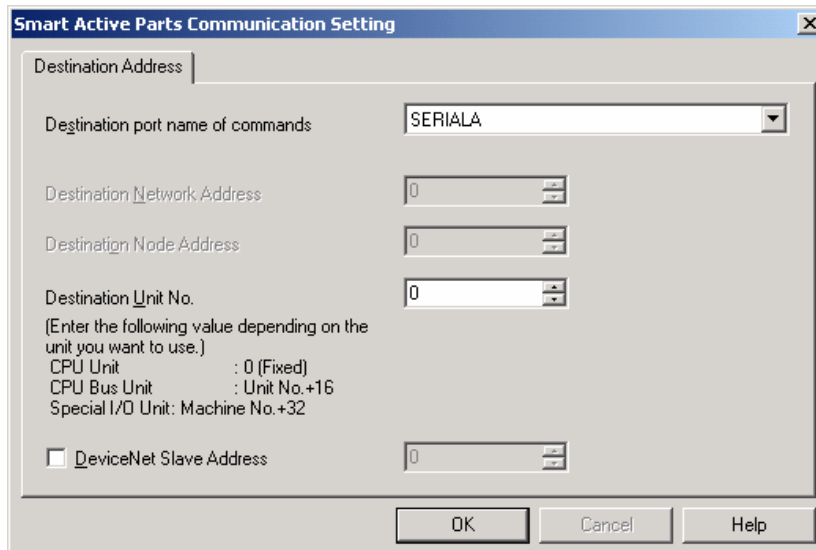 Smart Active Parts Communication Setting
Destination Address
Destination port name of commands
SERIALA
Destination Network Address
0
Destination Node Address
0
Destination Unit No.
0
(Enter the following value depending on the
unit you want to use.)
CPU Unit : 0 (Fixed)
CPU Bus Unit : Unit No.+16
Special I/O Unit: Machine No.+32
DeviceNet Slave Address
0
OK
Cancel
Help